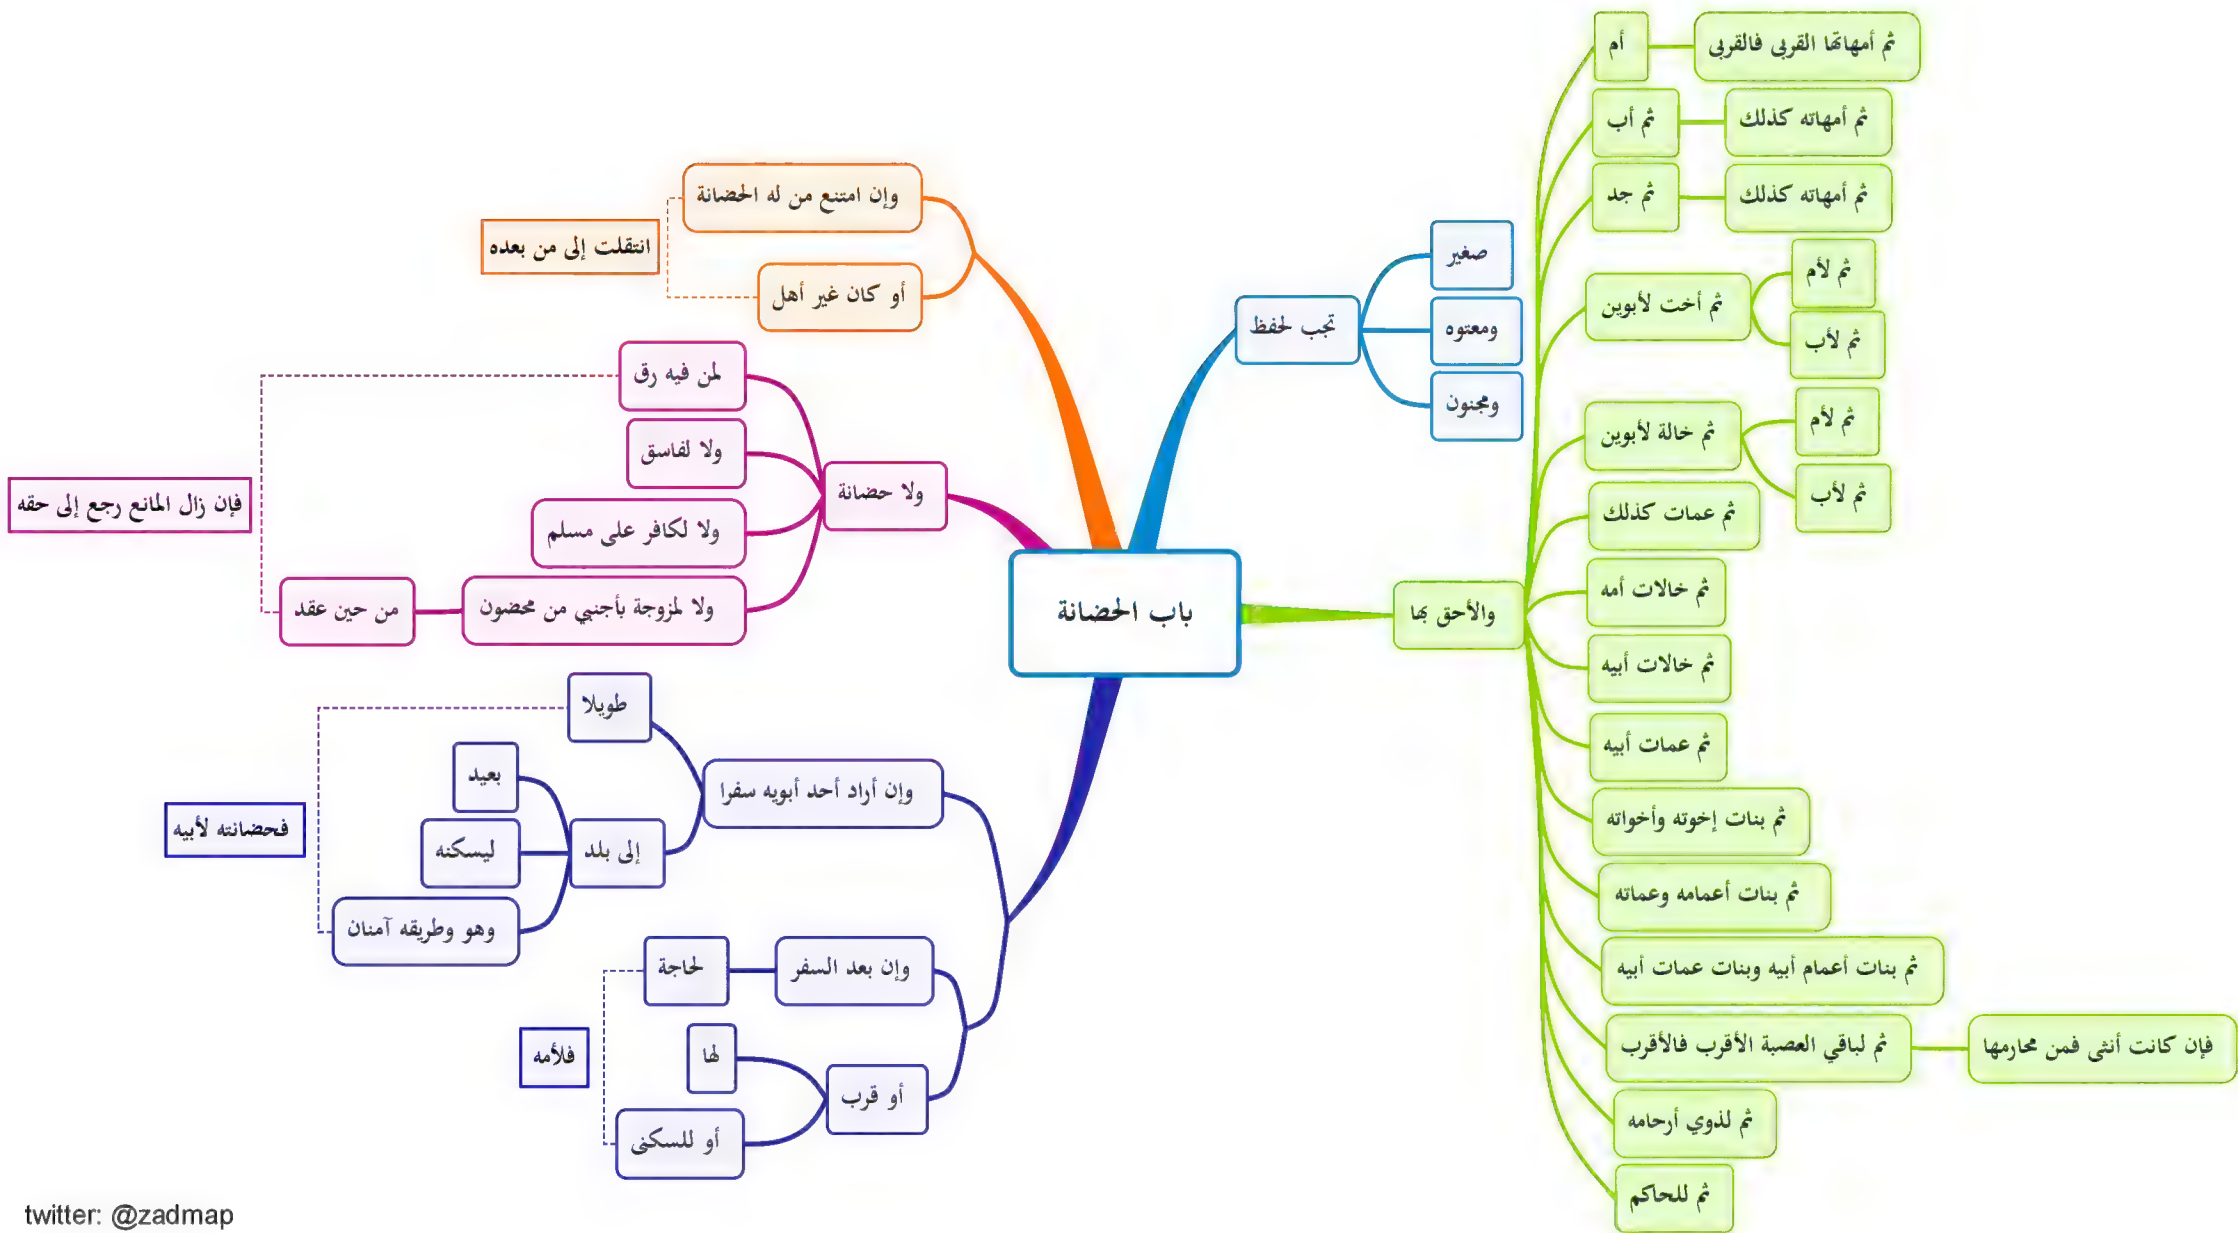 باب الحضانة
تجب لحفظ
صغير
ومعتوه
ومجنون
والأحق بها
أم
ثم أمهاتها القربى فالقربى
ثم أب
ثم أمهاته كذلك
ثم جد
ثم أمهاته كذلك
ثم أخت لأبوين
ثم لأم
ثم لأب
ثم خالة لأبوين
ثم لأم
ثم لأب
ثم عمات كذلك
ثم خالات أمه
ثم خالات أبيه
ثم عمات أبيه
ثم بنات إخوته وأخواته
ثم بنات أعمامه وعماته
ثم بنات أعمام أبيه وبنات عمات أبيه
ثم لباقي العصبة الأقرب فالأقرب
فإن كانت أنثى فمن محارمها
ثم لذوي أرحامه
ثم للحاكم
وإن امتنع من له الحضانة
أو كان غير أهل
انتقلت إلى من بعده
ولا حضانة
لمن فيه رق
ولا لفاسق
ولا لكافر على مسلم
ولا لمزوجة بأجنبي من محضون
من حين عقد
فإن زال المانع رجع إلى حقه
وإن أراد أحد أبويه سفرا
طويلا
إلى بلد
بعيد
ليسكنه
وهو وطريقه آمنان
فحضانته لأبيه
وإن بعد السفر
لحاجة
أو قرب
لها
أو للسكنى
فلأمه
twitter: @zadmap